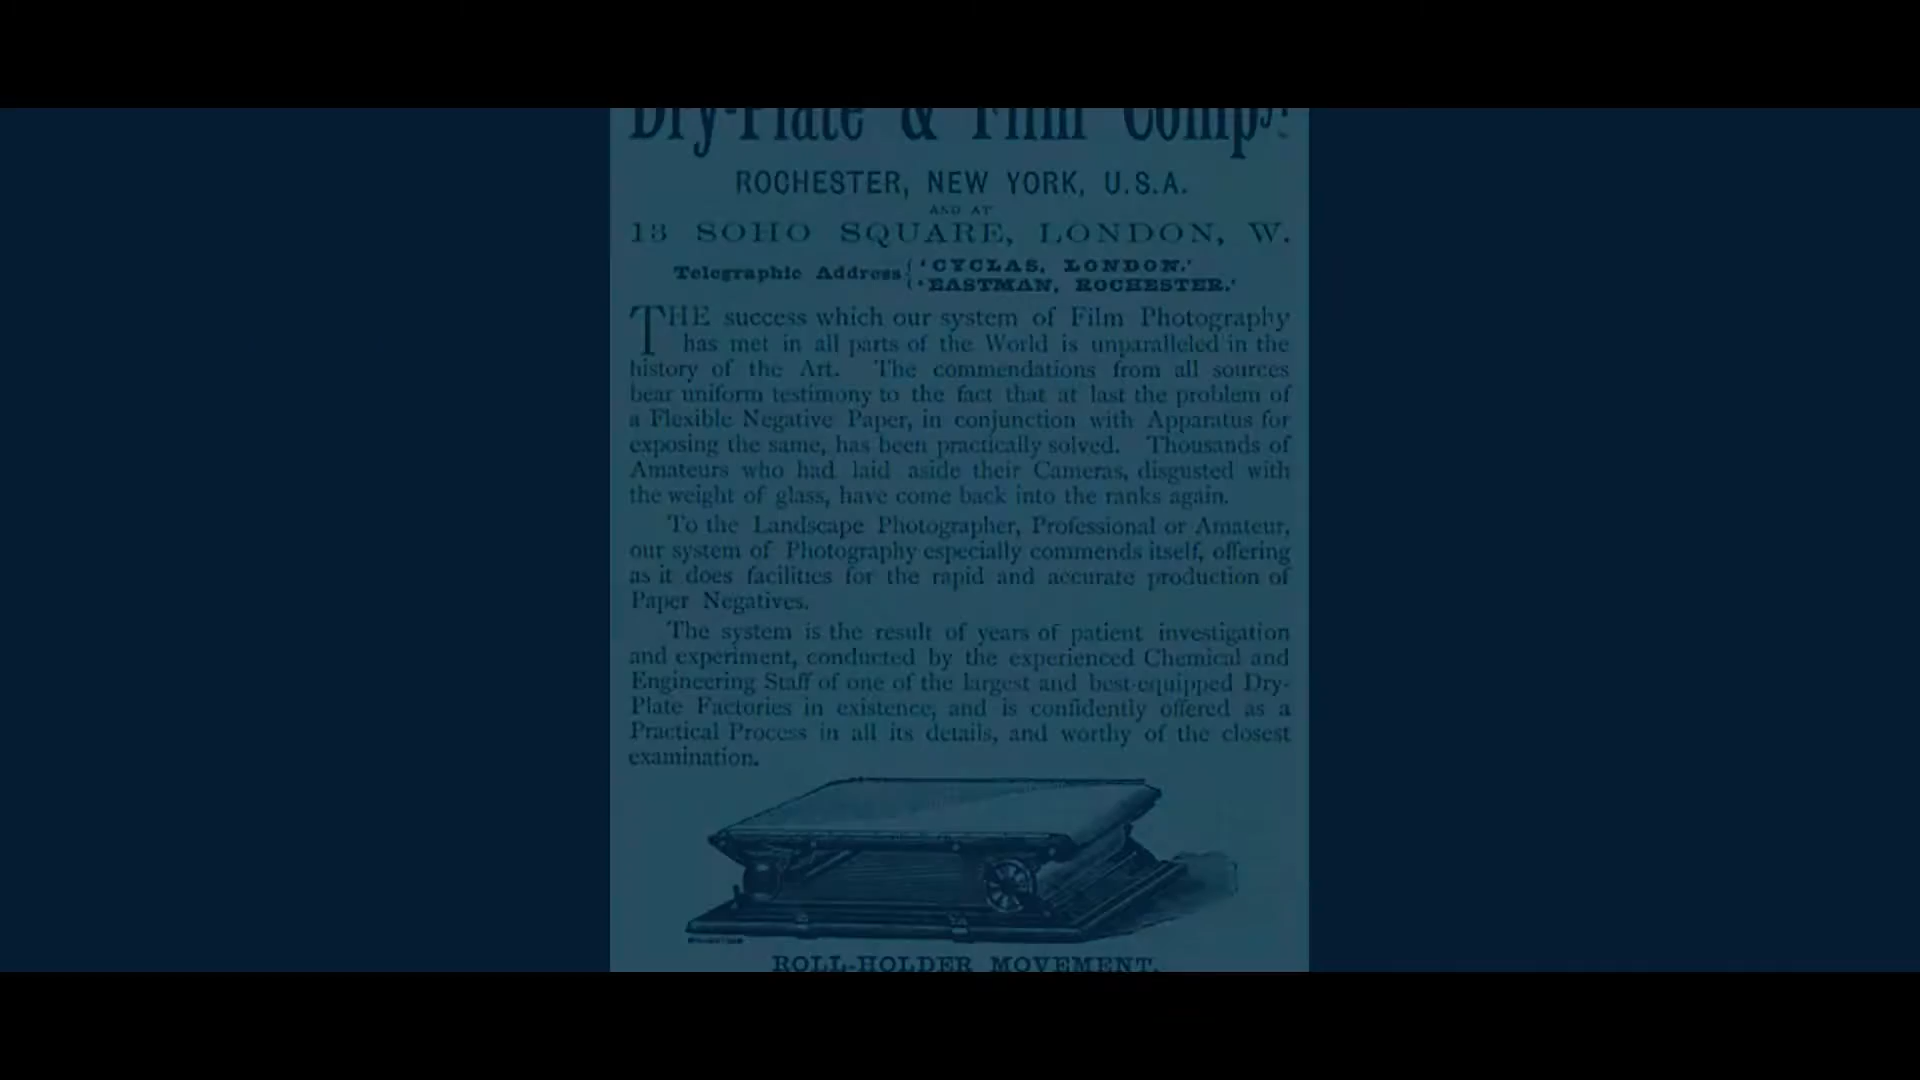 Dry-Plate & Film Compy.
ROCHESTER, NEW YORK, U.S.A.
AND AT
13 SOHO SQUARE, LONDON, W.
Telegraphic Address { 'CYCLAS, LONDON.'
{ 'EASTMAN, ROCHESTER.'
THE success which our system of Film Photography
has met in all parts of the World is unparalleled in the
history of the Art. The commendations from all sources
bear uniform testimony to the fact that at last the problem of
a Flexible Negative Paper, in conjunction with Apparatus for
exposing the same, has been practically solved. Thousands of
Amateurs who had laid aside their Cameras, disgusted with
the weight of glass, have come back into the ranks again.
To the Landscape Photographer, Professional or Amateur,
our system of Photography especially commends itself, offering
as it does facilities for the rapid and accurate production of
Paper Negatives.
The system is the result of years of patient investigation
and experiment, conducted by the experienced Chemical and
Engineering Staff of one of the largest and best-equipped Dry-
Plate Factories in existence, and is confidently offered as a
Practical Process in all its details, and worthy of the closest
examination.
ROLL-HOLDER MOVEMENT.